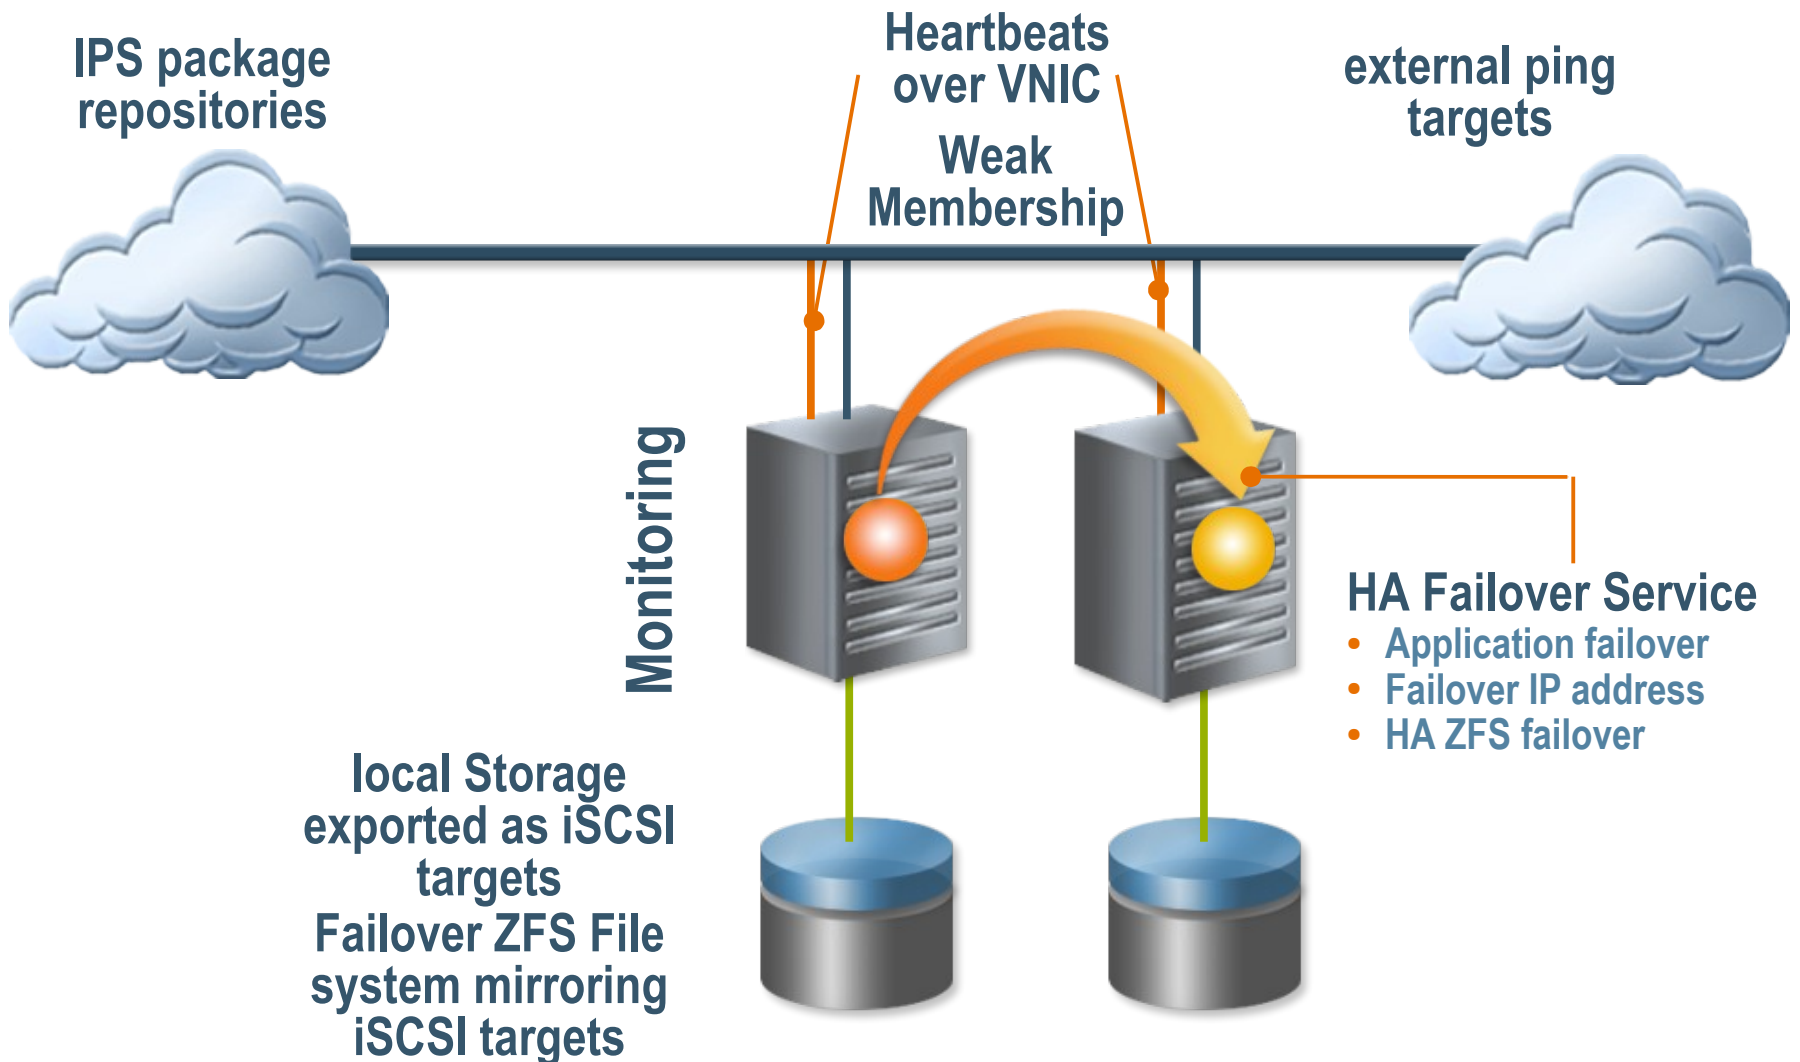 IPS package
repositories
Heartbeats
over VNIC
Weak
Membership
external ping
targets
Monitoring
HA Failover Service
• Application failover
• Failover IP address
• HA ZFS failover
local Storage
exported as iSCSI
targets
Failover ZFS File
system mirroring
iSCSI targets